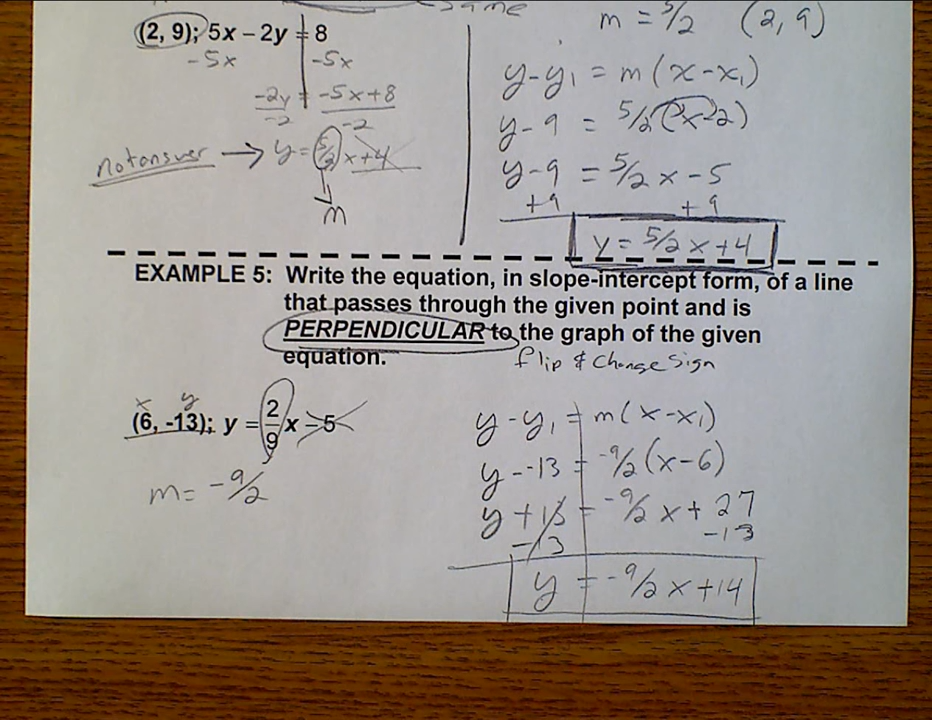 same
(2, 9); 5x – 2y = 8
-5x -5x
-2y = -5x+8
-2 -2
not answer → y = 5/2 x+4
m
m = 5/2 (2, 9)
y-y₁ = m(x-x₁)
y-9 = 5/2(x-2)
y-9 = 5/2 x - 5
+9 +9
y = 5/2 x + 4
EXAMPLE 5: Write the equation, in slope-intercept form, of a line
that passes through the given point and is
PERPENDICULAR to the graph of the given
equation. flip & change sign
x y
(6, -13); y = 2/9 x – 5
m = -9/2
y-y₁ = m(x-x₁)
y--13 = -9/2(x-6)
y+13 = -9/2 x + 27
-13 -13
y = -9/2 x + 14